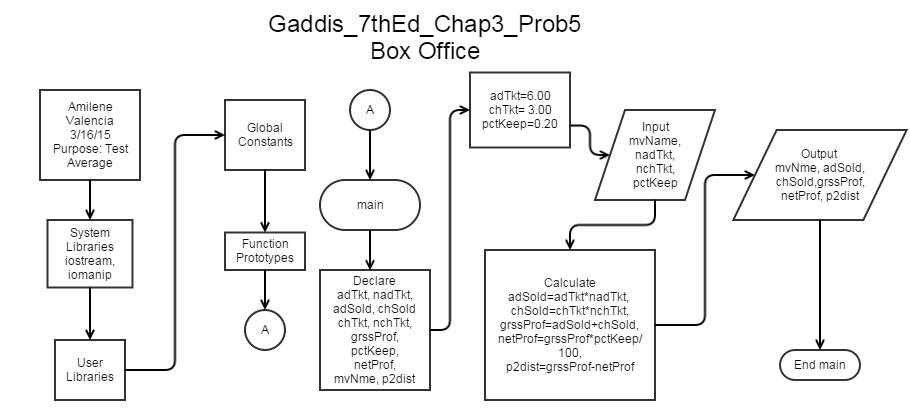 Gaddis_7thEd_Chap3_Prob5
Box Office
Amilene
Valencia
3/16/15
Purpose: Test
Average
System
Libraries
iostream,
iomanip
User
Libraries
Global
Constants
Function
Prototypes
A
A
main
Declare
adTkt, nadTkt,
adSold, chSold
chTkt, nchTkt,
grssProf,
pctKeep,
netProf,
mvNme, p2dist
adTkt=6.00
chTkt= 3.00
pctKeep=0.20
Input
mvName,
nadTkt,
nchTkt,
pctKeep
Calculate
adSold=adTkt*nadTkt,
chSold=chTkt*nchTkt,
grssProf=adSold+chSold,
netProf=grssProf*pctKeep/
100,
p2dist=grssProf-netProf
Output
mvNme, adSold,
chSold,grssProf,
netProf, p2dist
End main